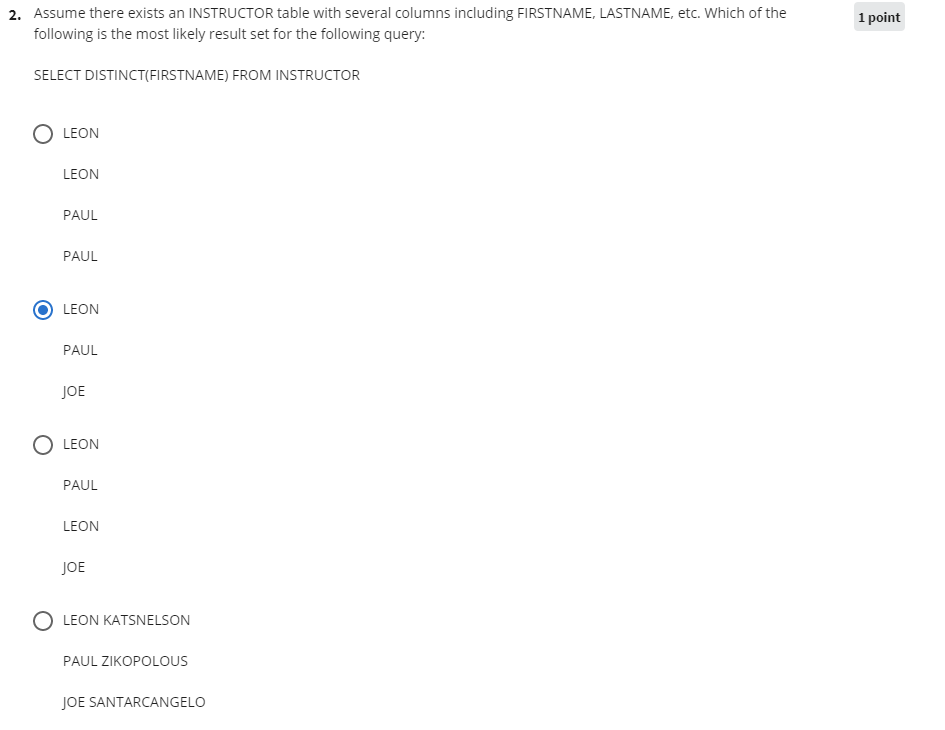 2. Assume there exists an INSTRUCTOR table with several columns including FIRSTNAME, LASTNAME, etc. Which of the
1 point
following is the most likely result set for the following query:
SELECT DISTINCT(FIRSTNAME) FROM INSTRUCTOR
LEON
LEON
PAUL
PAUL
LEON
PAUL
JOE
LEON
PAUL
LEON
JOE
LEON KATSNELSON
PAUL ZIKOPOLOUS
JOE SANTARCANGELO